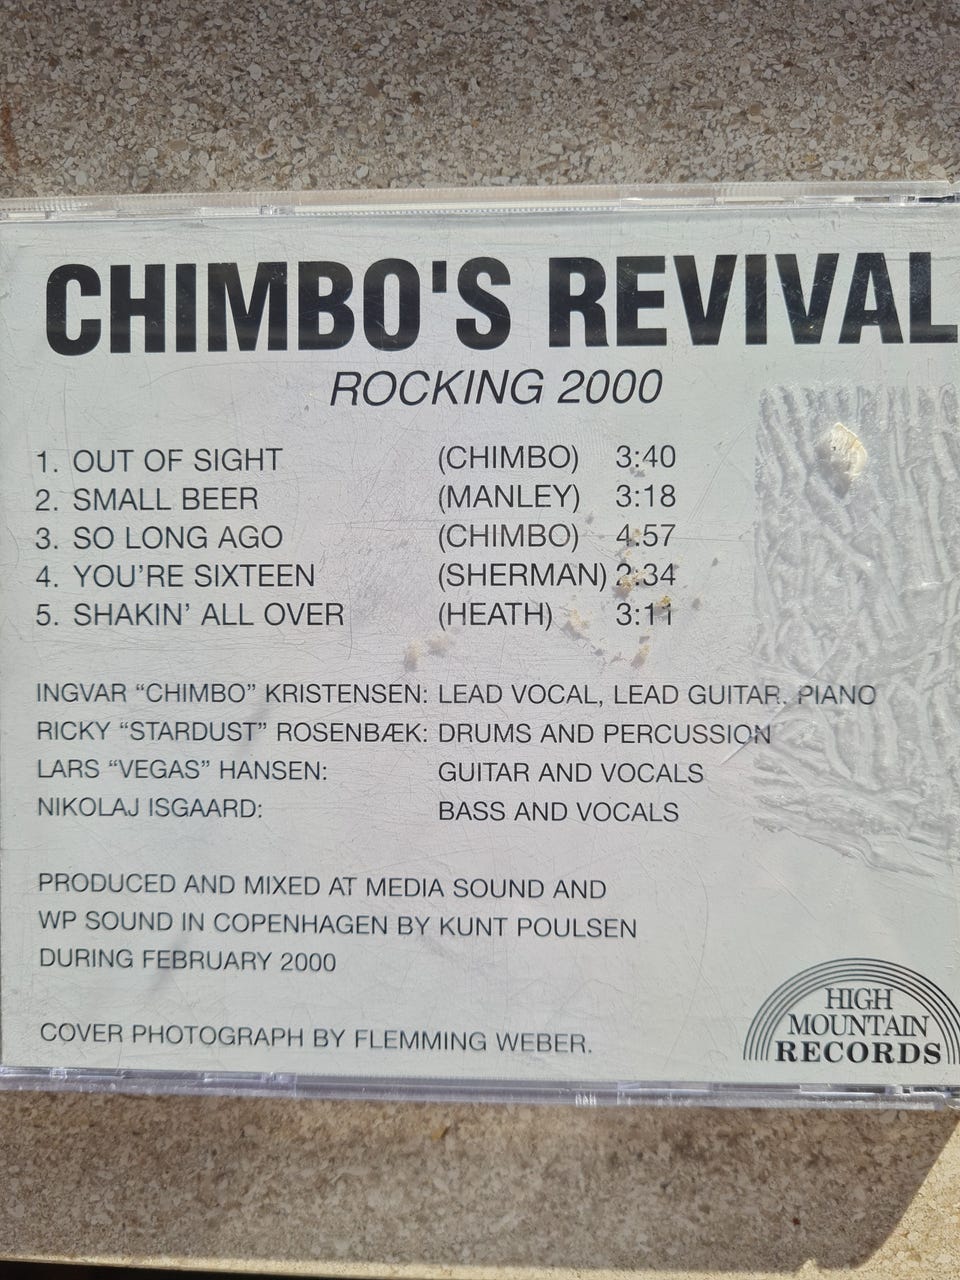 CHIMBO'S REVIVAL
ROCKING 2000
1. OUT OF SIGHT (CHIMBO) 3:40
2. SMALL BEER (MANLEY) 3:18
3. SO LONG AGO (CHIMBO) 4:57
4. YOU'RE SIXTEEN (SHERMAN) 2:34
5. SHAKIN' ALL OVER (HEATH) 3:11
INGVAR "CHIMBO" KRISTENSEN: LEAD VOCAL, LEAD GUITAR. PIANO
RICKY "STARDUST" ROSENBÆK: DRUMS AND PERCUSSION
LARS "VEGAS" HANSEN: GUITAR AND VOCALS
NIKOLAJ ISGAARD: BASS AND VOCALS
PRODUCED AND MIXED AT MEDIA SOUND AND
WP SOUND IN COPENHAGEN BY KUNT POULSEN
DURING FEBRUARY 2000
COVER PHOTOGRAPH BY FLEMMING WEBER.
HIGH
MOUNTAIN
RECORDS